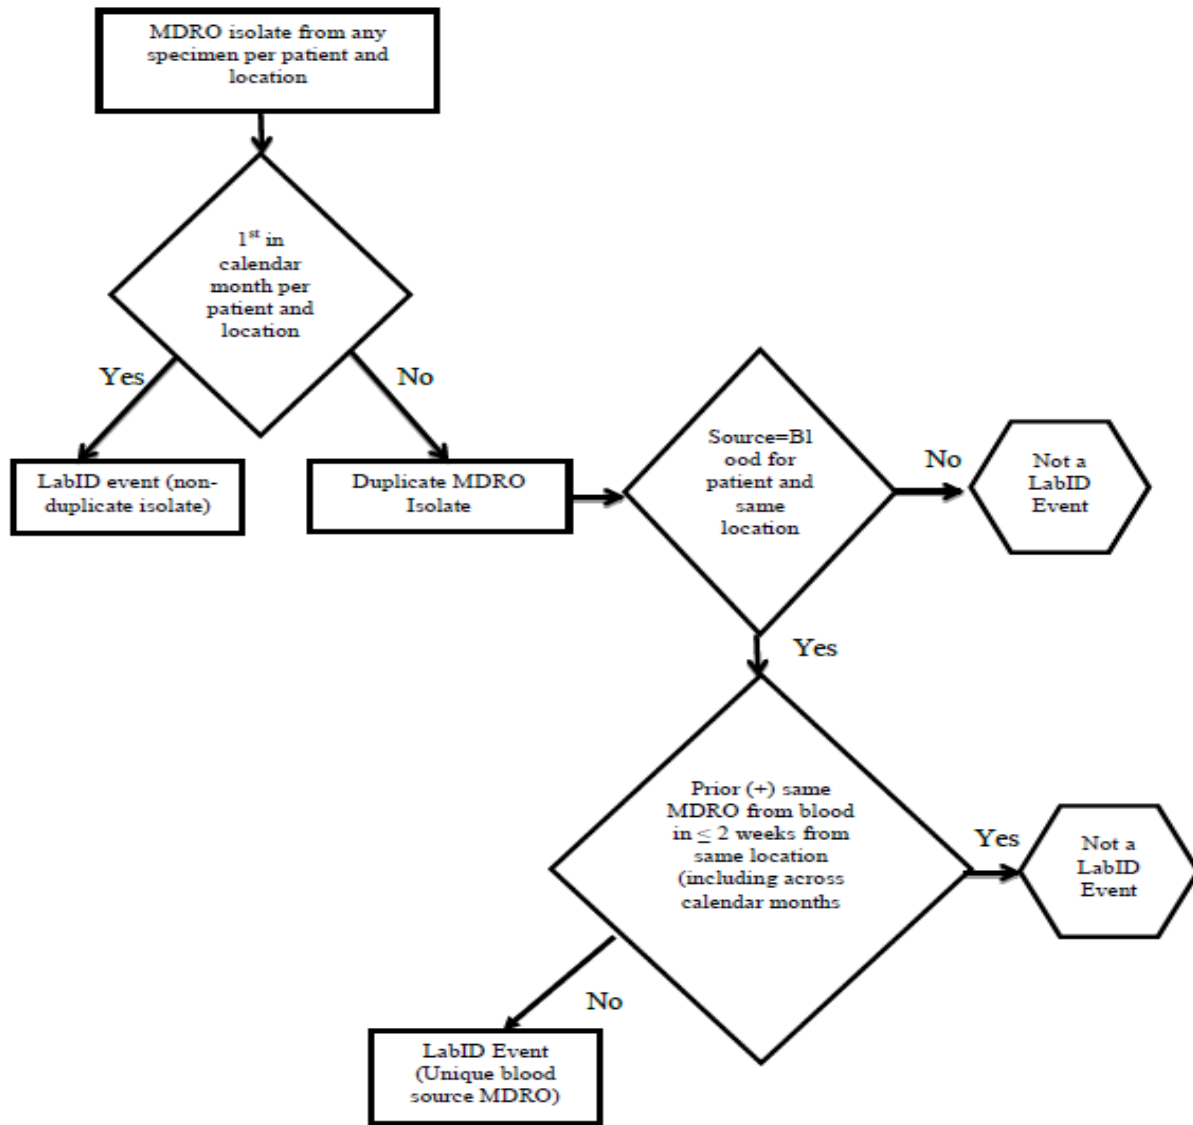 MDRO isolate from any
specimen per patient and
location
1st in
calendar
month per
patient and
location
Yes
No
LabID event (non-
duplicate isolate)
Duplicate MDRO
Isolate
Source=Bl
ood for
patient and
same
location
No
Not a
LabID
Event
Yes
Prior (+) same
MDRO from blood
in ≤ 2 weeks from
same location
(including across
calendar months
Yes
Not a
LabID
Event
No
LabID Event
(Unique blood
source MDRO)